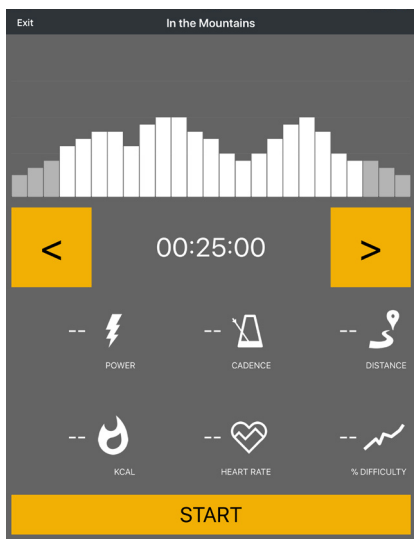 Exit In the Mountains
< 00:25:00 >
-- -- --
POWER CADENCE DISTANCE
-- -- --
KCAL HEART RATE % DIFFICULTY
START